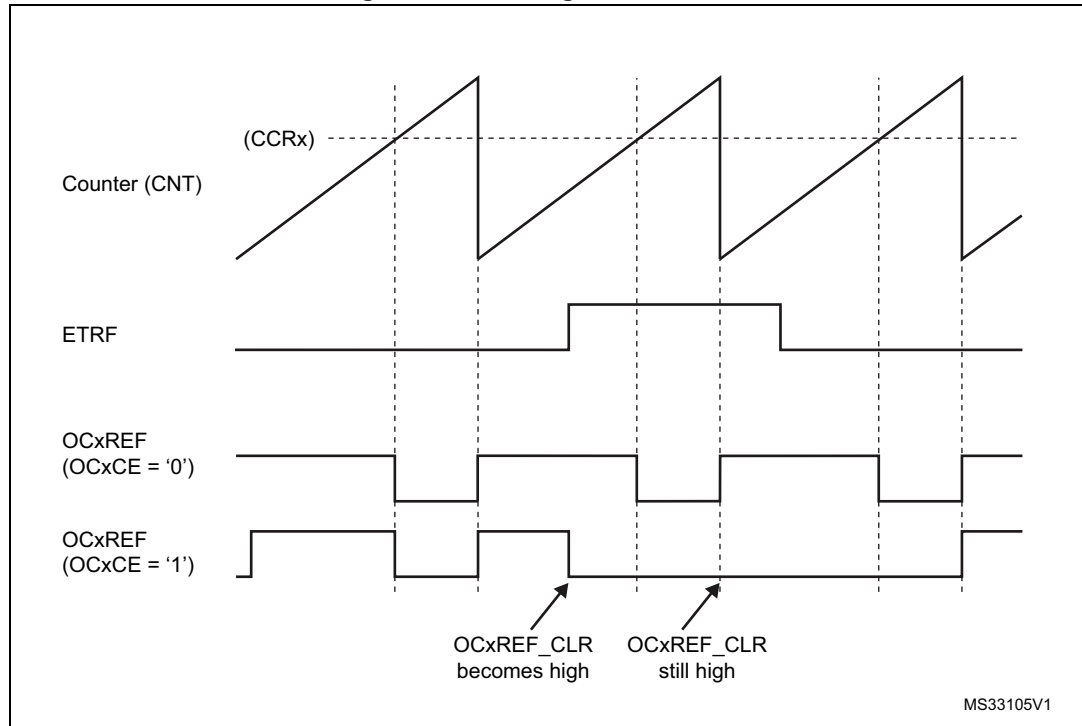 (CCRx)
Counter (CNT)
ETRF
OCxREF
(OCxCE = ‘0’)
OCxREF
(OCxCE = ‘1’)
OCxREF_CLR
becomes high
OCxREF_CLR
still high
MS33105V1